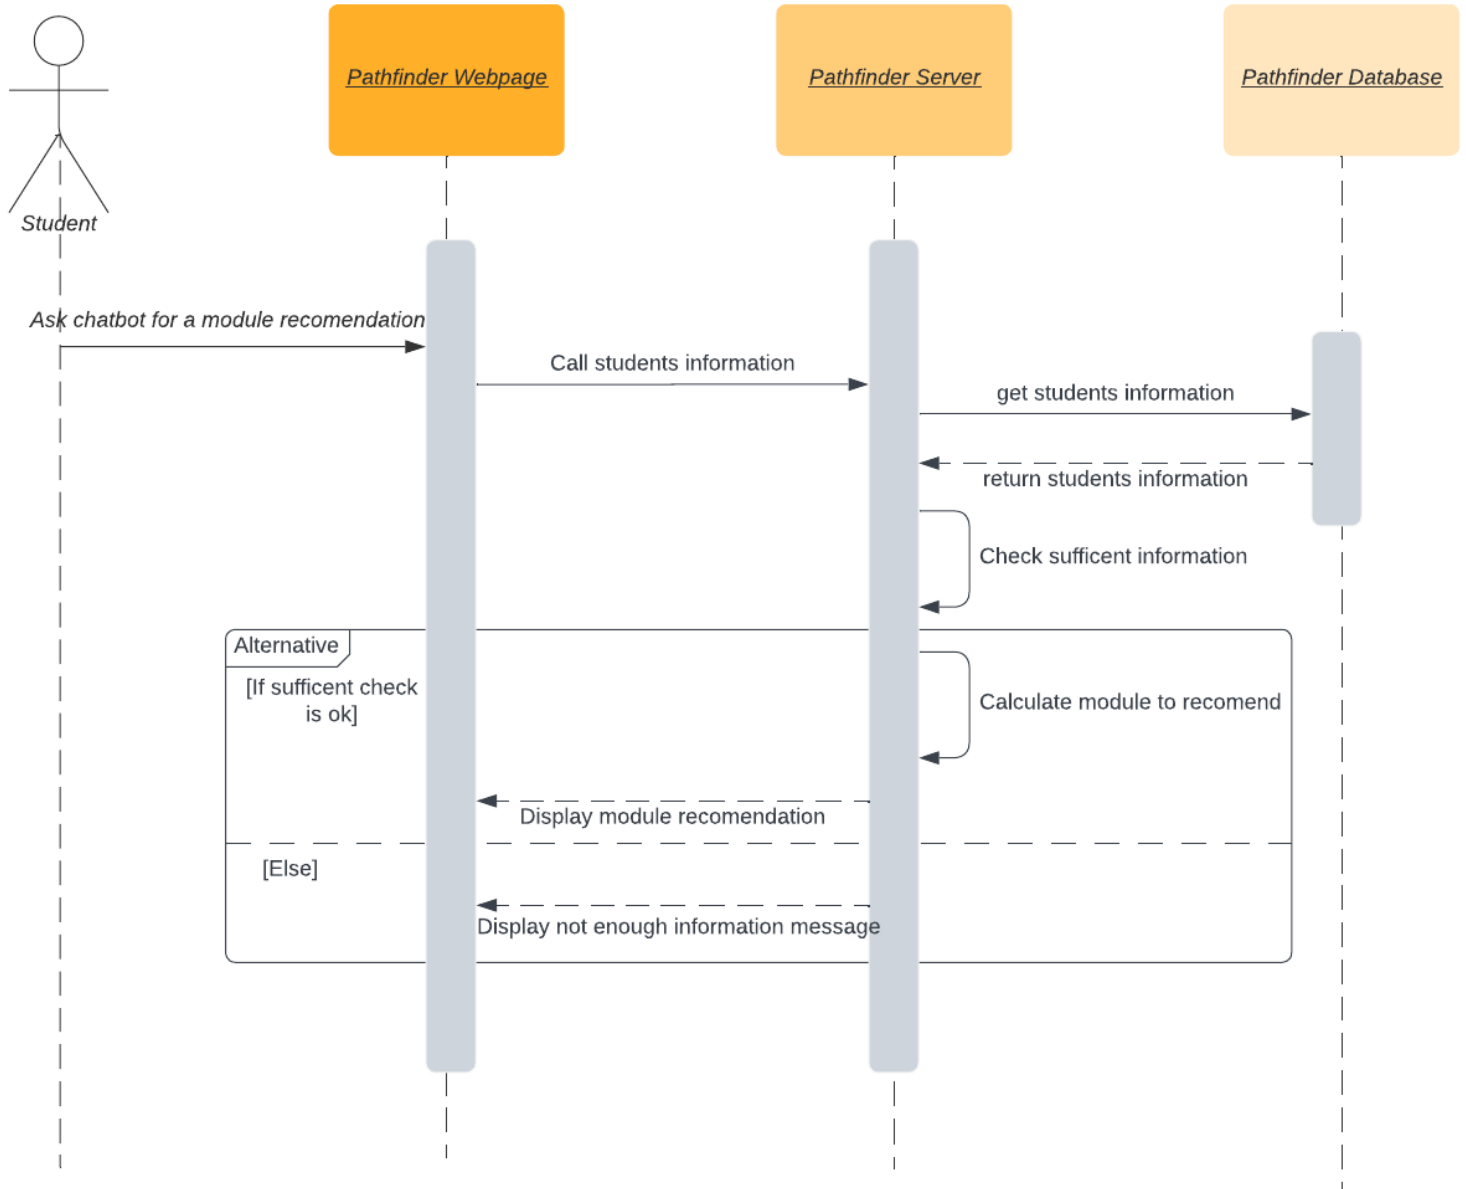 Pathfinder Webpage
Pathfinder Server
Pathfinder Database
Student
Ask chatbot for a module recomendation
Call students information
get students information
return students information
Check sufficent information
Alternative
[If sufficent check
is ok]
Calculate module to recomend
Display module recomendation
[Else]
Display not enough information message